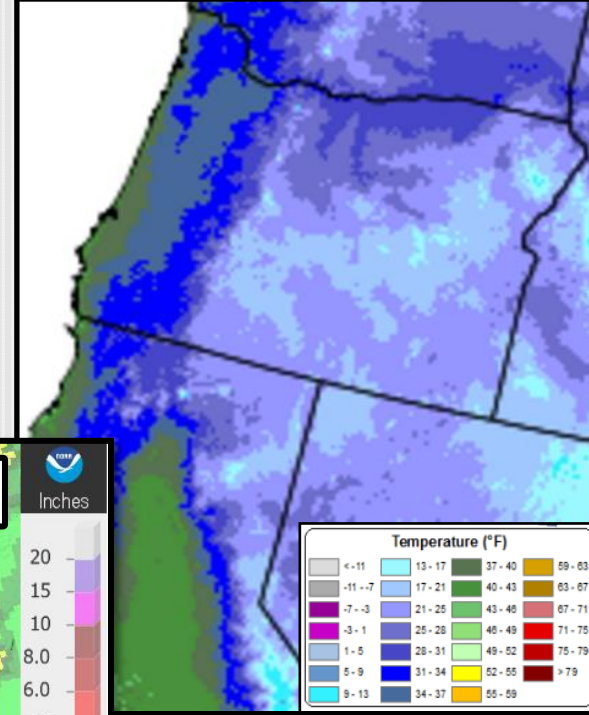 NOAA
Inches
20
15
10
8.0
6.0
Temperature (°F)
< -11 13 - 17 37 - 40 59 - 63
-11 - -7 17 - 21 40 - 43 63 - 67
-7 - -3 21 - 25 43 - 46 67 - 71
-3 - 1 25 - 28 46 - 49 71 - 75
1 - 5 28 - 31 49 - 52 75 - 79
5 - 9 31 - 34 52 - 55 > 79
9 - 13 34 - 37 55 - 59